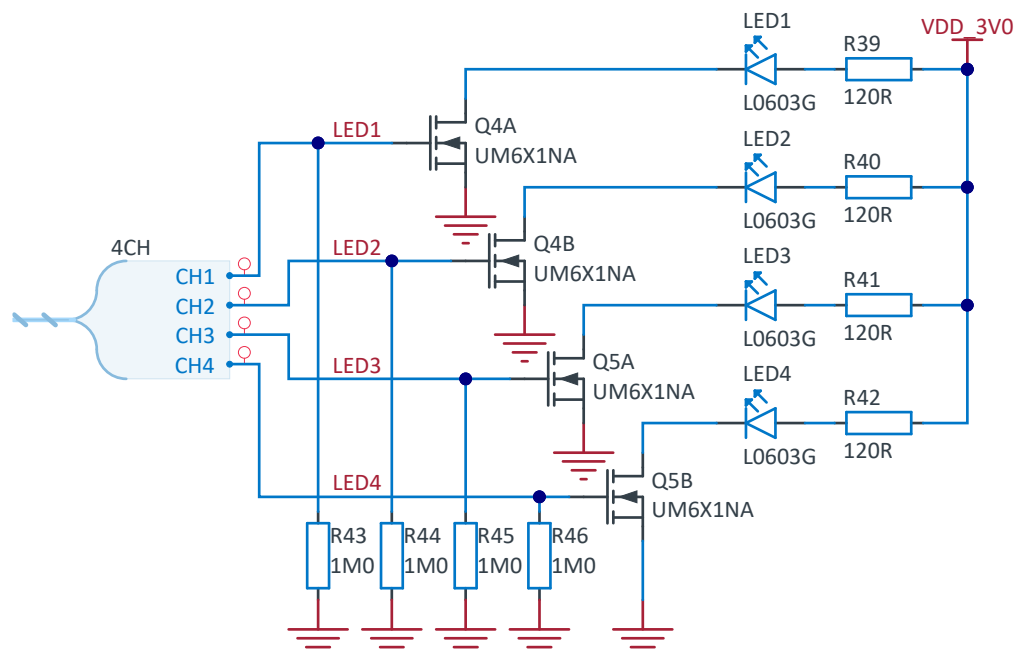 LED1
VDD_3V0
R39
L0603G
120R
LED1
Q4A
UM6X1NA
LED2
R40
L0603G
120R
LED2
Q4B
UM6X1NA
4CH
CH1
CH2
CH3
CH4
LED3
R41
L0603G
120R
LED3
Q5A
UM6X1NA
LED4
R42
L0603G
120R
LED4
Q5B
UM6X1NA
R43
1M0
R44
1M0
R45
1M0
R46
1M0